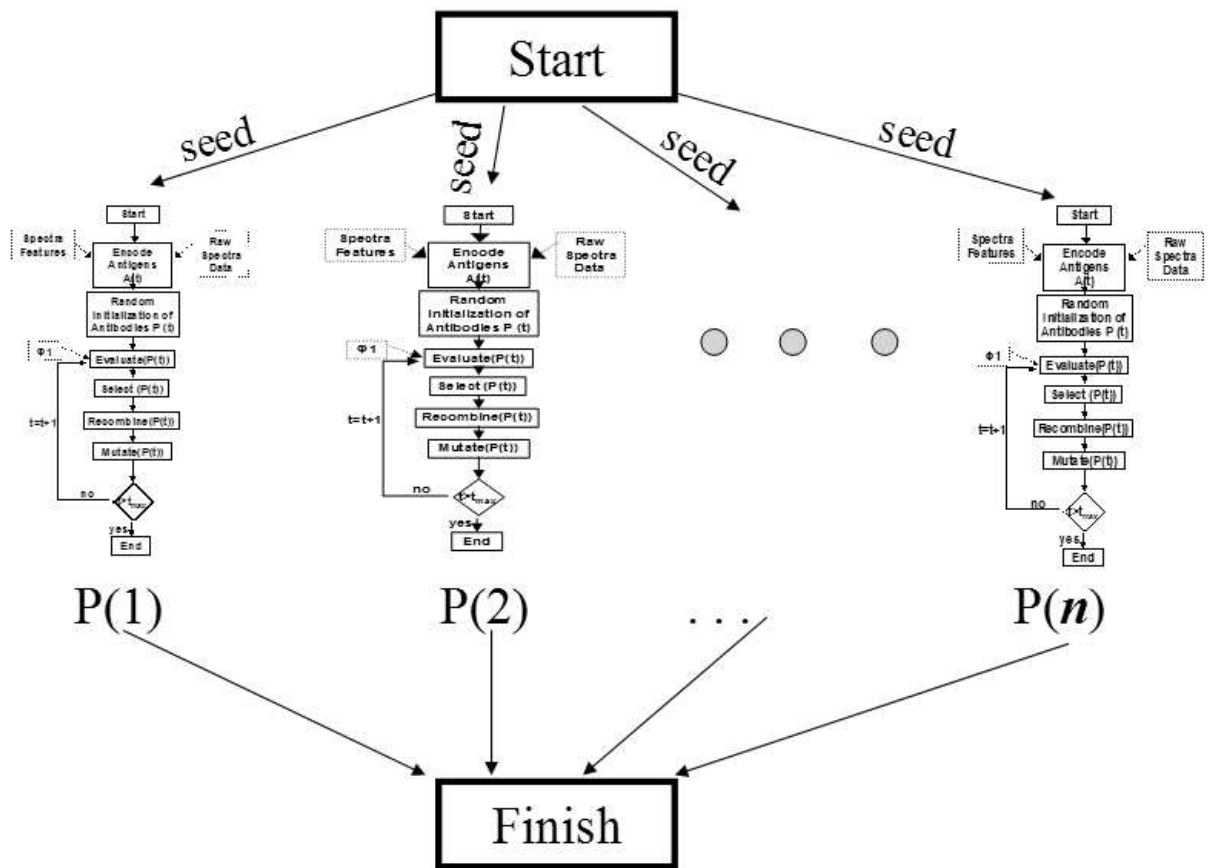 Start
seed
seed
seed
seed
Start
Spectra
Features
Encode
Antigens
A(t)
Raw
Spectra
Data
Random
Initialization of
Antibodies P (t)
Φ1
Evaluate(P(t))
Select (P(t))
t=t+1
Recombine(P(t))
Mutate(P(t))
no
t>tmax
yes
End
P(1)
Start
Spectra
Features
Encode
Antigens
A(t)
Raw
Spectra
Data
Random
Initialization of
Antibodies P (t)
Φ1
Evaluate(P(t))
Select (P(t))
t=t+1
Recombine(P(t))
Mutate(P(t))
no
t>tmax
yes
End
P(2)
. . .
Start
Spectra
Features
Encode
Antigens
A(t)
Raw
Spectra
Data
Random
Initialization of
Antibodies P (t)
Φ1
Evaluate(P(t))
Select (P(t))
t=t+1
Recombine(P(t))
Mutate(P(t))
no
t>tmax
yes
End
P(n)
Finish